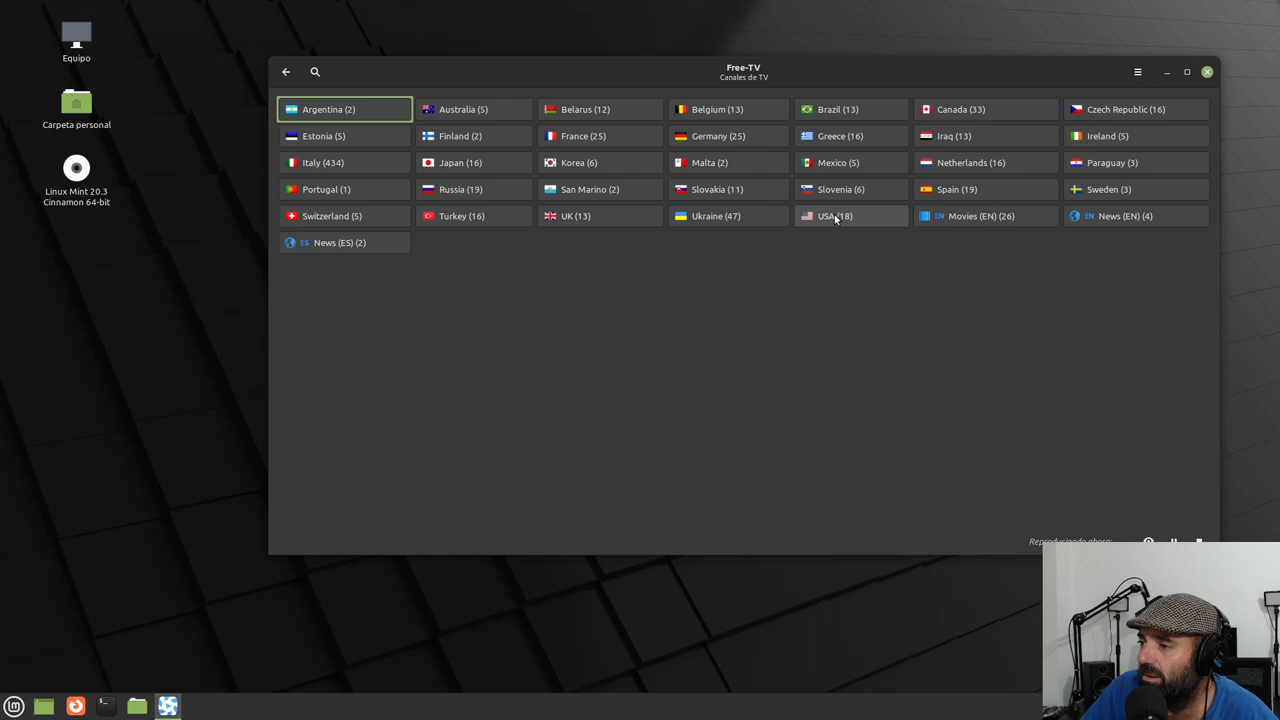 Equipo
Carpeta personal
Linux Mint 20.3
Cinnamon 64-bit
Free-TV
Canales de TV
Argentina (2)
Australia (5)
Belarus (12)
Belgium (13)
Brazil (13)
Canada (33)
Czech Republic (16)
Estonia (5)
Finland (2)
France (25)
Germany (25)
Greece (16)
Iraq (13)
Ireland (5)
Italy (434)
Japan (16)
Korea (6)
Malta (2)
Mexico (5)
Netherlands (16)
Paraguay (3)
Portugal (1)
Russia (19)
San Marino (2)
Slovakia (11)
Slovenia (6)
Spain (19)
Sweden (3)
Switzerland (5)
Turkey (16)
UK (13)
Ukraine (47)
USA (18)
EN Movies (EN) (26)
EN News (EN) (4)
ES News (ES) (2)
Reproduciendo ahora: